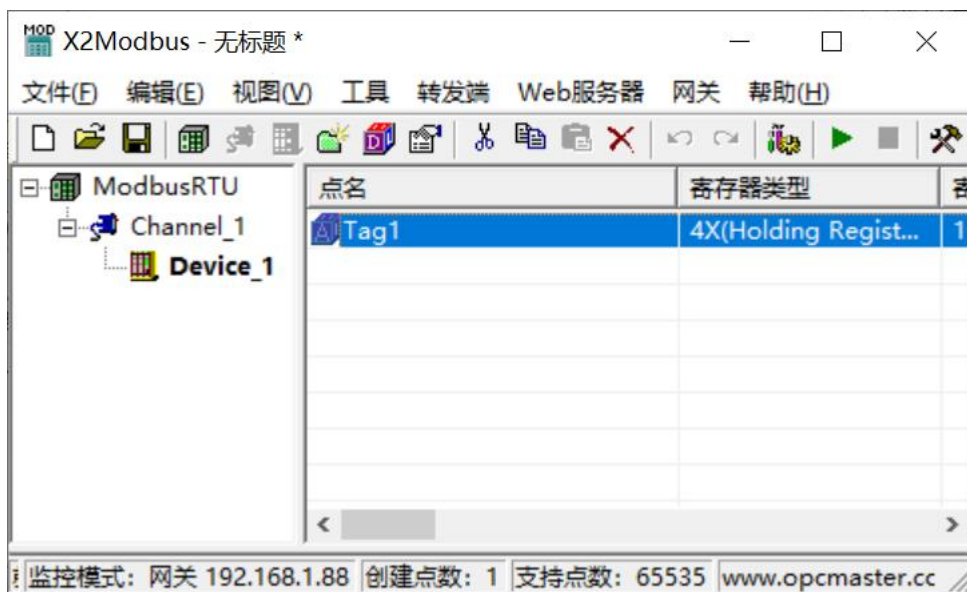 X2Modbus - 无标题 *
文件(F) 编辑(E) 视图(V) 工具 转发端 Web服务器 网关 帮助(H)
ModbusRTU 点名 寄存器类型
Channel_1 Tag1 4X(Holding Regist... 1
Device_1
监控模式：网关 192.168.1.88 创建点数：1 支持点数：65535 www.opcmaster.cc